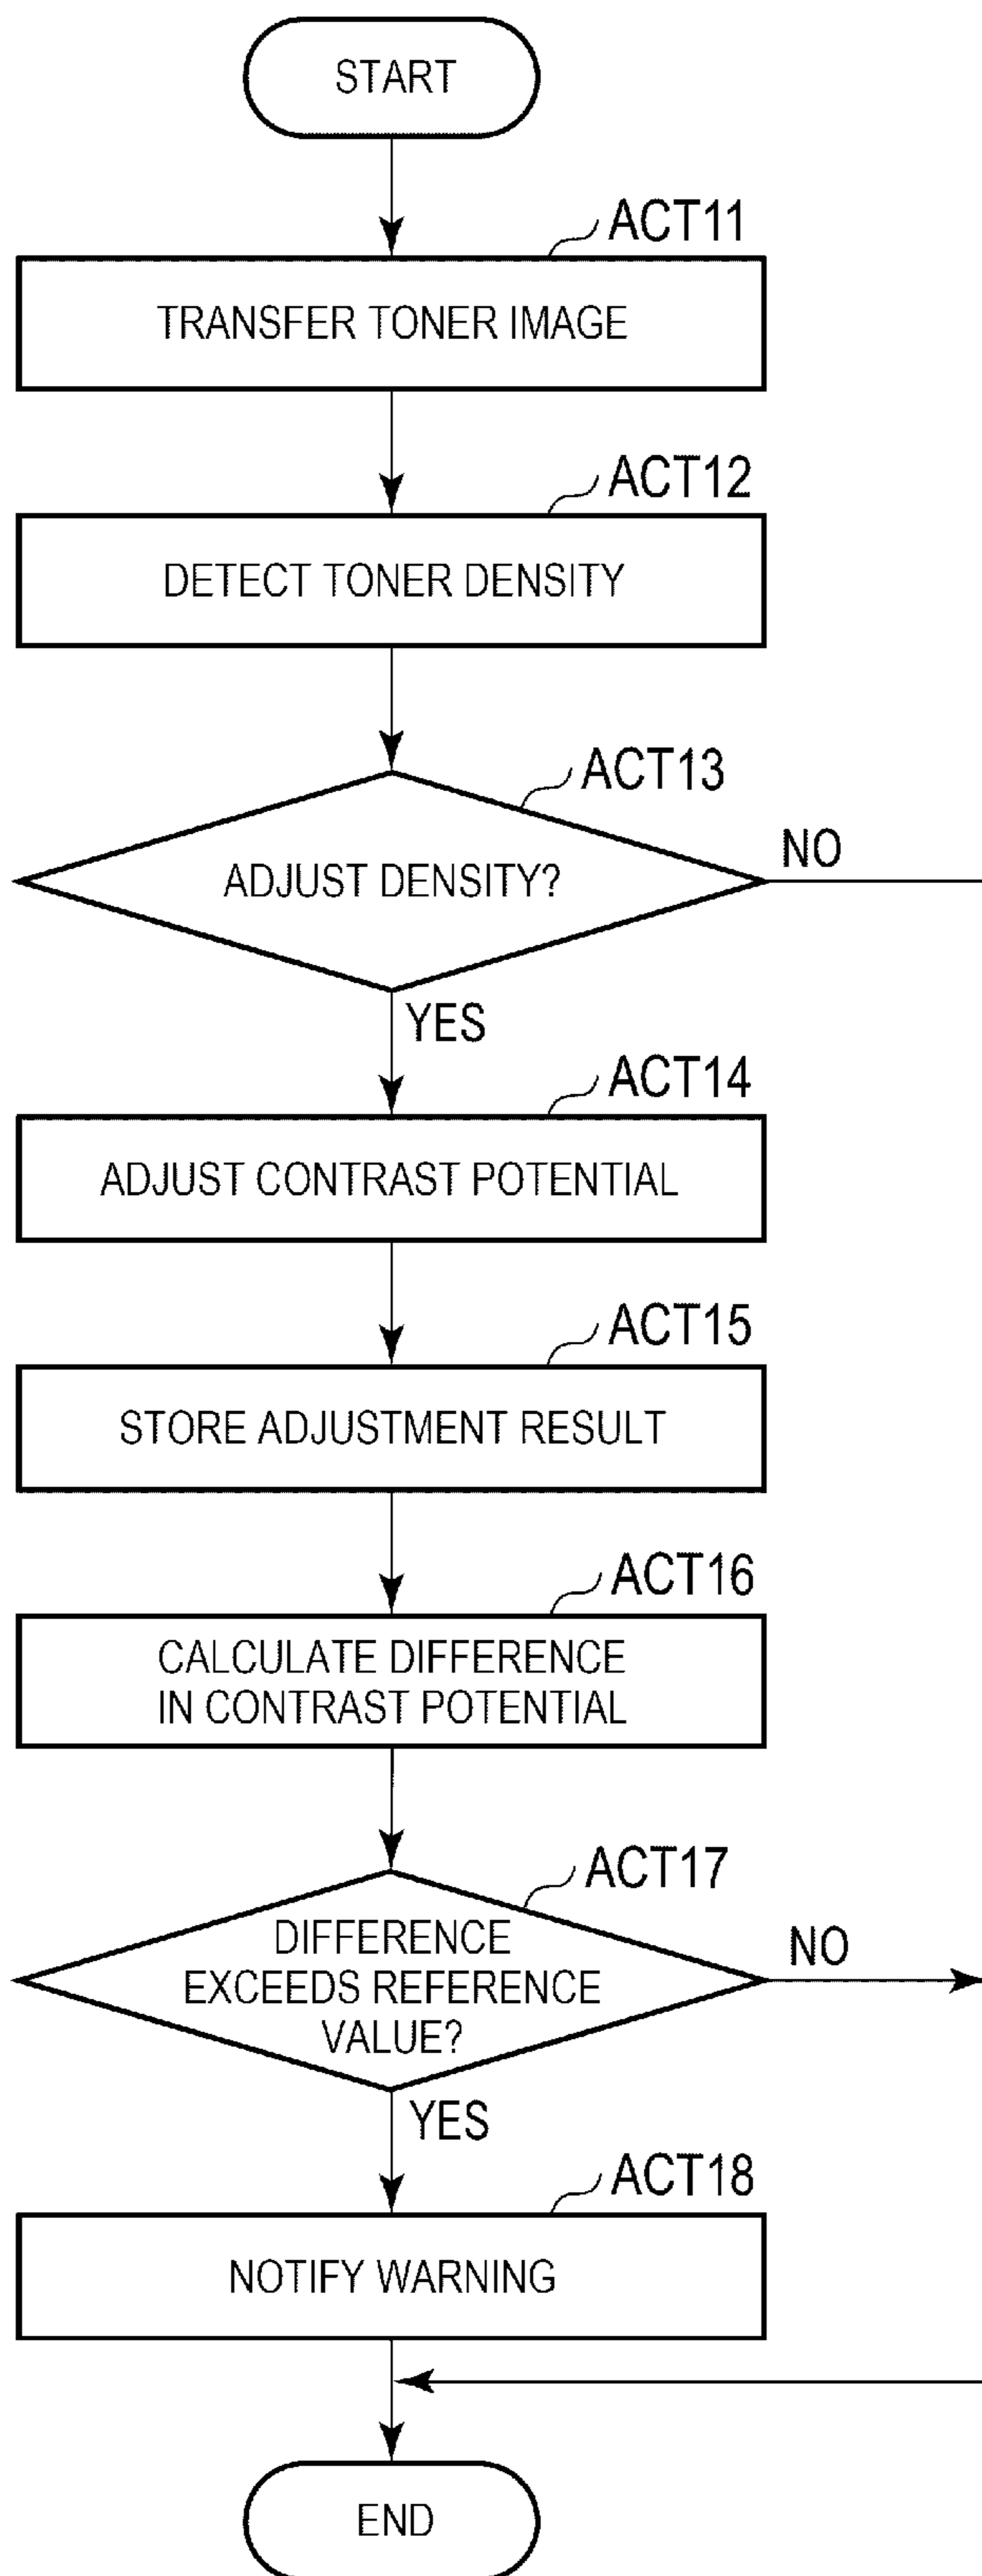 START
ACT11
TRANSFER TONER IMAGE
ACT12
DETECT TONER DENSITY
ACT13
ADJUST DENSITY?
NO
YES
ACT14
ADJUST CONTRAST POTENTIAL
ACT15
STORE ADJUSTMENT RESULT
ACT16
CALCULATE DIFFERENCE
IN CONTRAST POTENTIAL
ACT17
DIFFERENCE
EXCEEDS REFERENCE
VALUE?
NO
YES
ACT18
NOTIFY WARNING
END